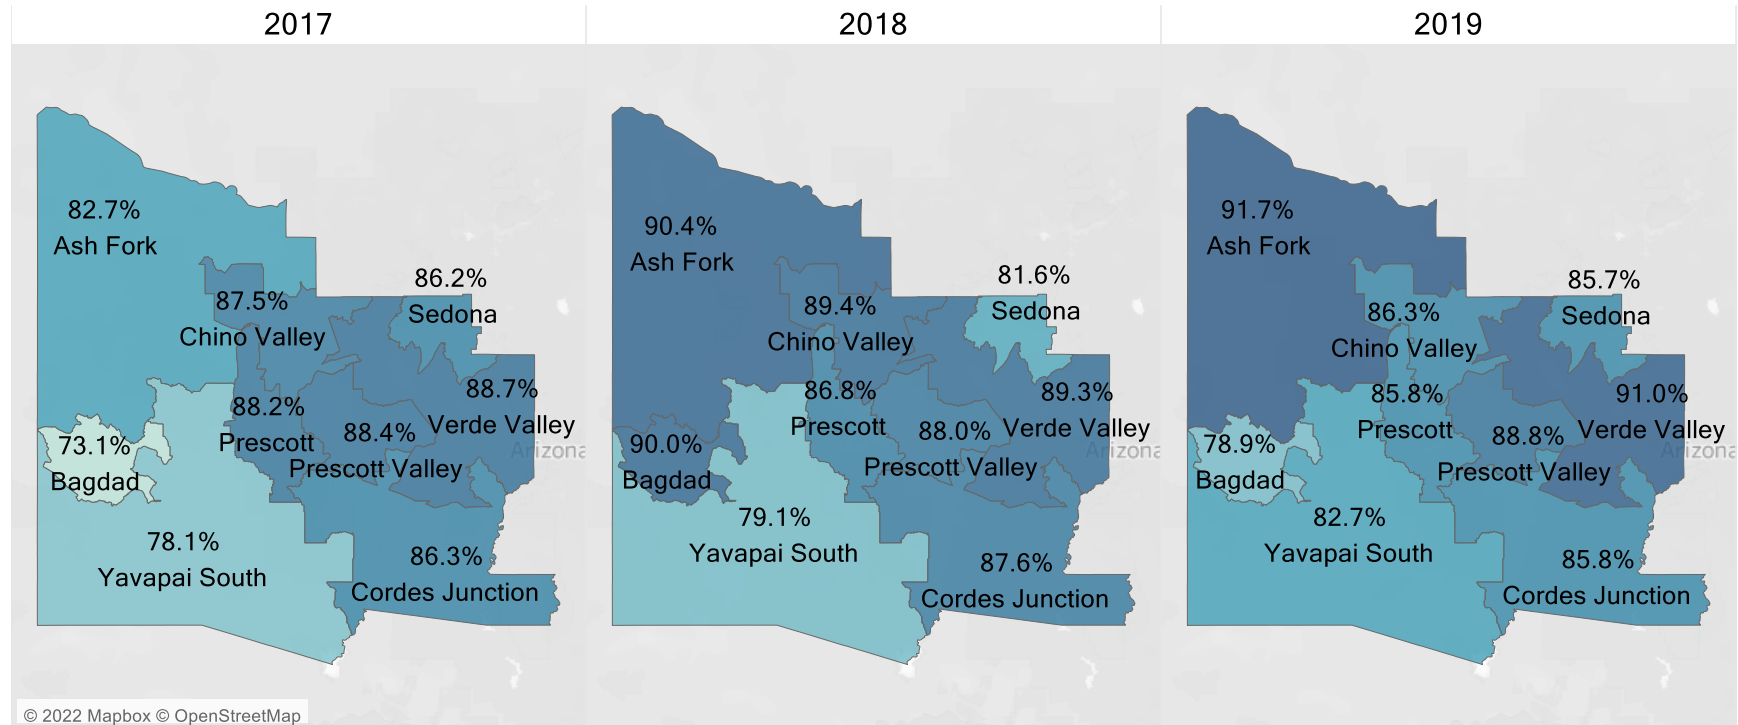 2017
2018
2019
82.7%
Ash Fork
86.2%
Sedona
87.5%
Chino Valley
88.7%
Verde Valley
88.2%
Prescott
88.4%
Prescott Valley
73.1%
Bagdad
78.1%
Yavapai South
86.3%
Cordes Junction
Arizona
90.4%
Ash Fork
81.6%
Sedona
89.4%
Chino Valley
86.8%
Prescott
89.3%
Verde Valley
88.0%
Prescott Valley
90.0%
Bagdad
79.1%
Yavapai South
87.6%
Cordes Junction
Arizona
91.7%
Ash Fork
85.7%
Sedona
86.3%
Chino Valley
85.8%
Prescott
91.0%
Verde Valley
88.8%
Prescott Valley
78.9%
Bagdad
82.7%
Yavapai South
85.8%
Cordes Junction
Arizona
© 2022 Mapbox © OpenStreetMap